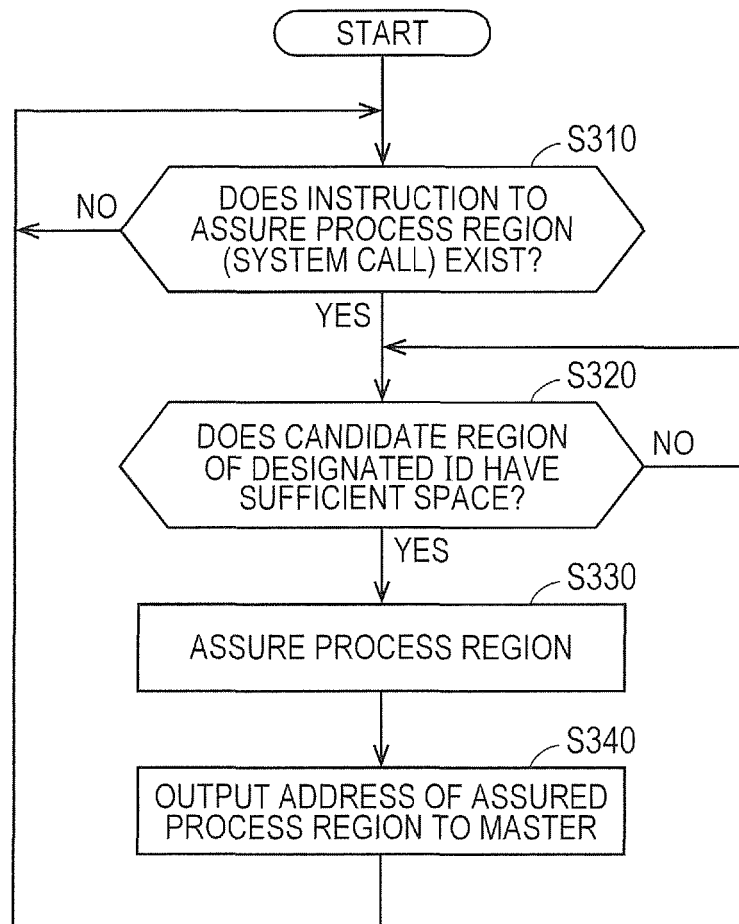 START
S310
DOES INSTRUCTION TO
ASSURE PROCESS REGION
(SYSTEM CALL) EXIST?
NO
YES
S320
DOES CANDIDATE REGION
OF DESIGNATED ID HAVE
SUFFICIENT SPACE?
NO
YES
S330
ASSURE PROCESS REGION
S340
OUTPUT ADDRESS OF ASSURED
PROCESS REGION TO MASTER